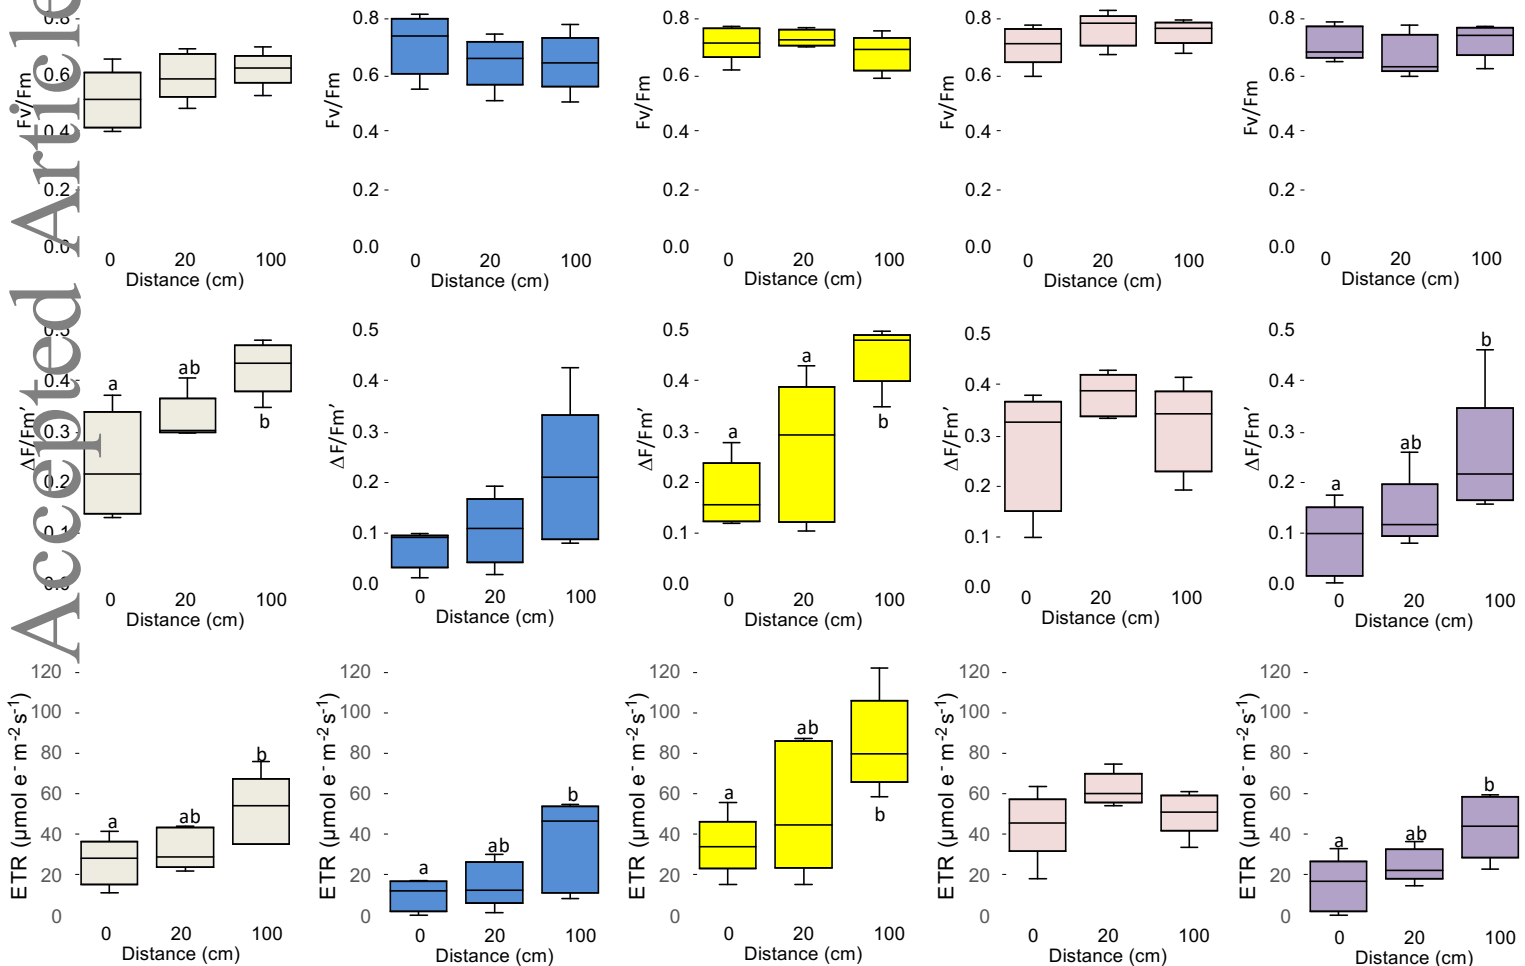 Accepted Article
0.8 0.8 0.8 0.8 0.8
0.6 0.6 0.6 0.6 0.6
Fv/Fm Fv/Fm Fv/Fm Fv/Fm Fv/Fm
0.4 0.4 0.4 0.4 0.4
0.2 0.2 0.2 0.2 0.2
0.0 0.0 0.0 0.0 0.0
0 20 100 0 20 100 0 20 100 0 20 100 0 20 100
Distance (cm) Distance (cm) Distance (cm) Distance (cm) Distance (cm)
0.5 0.5 0.5 0.5 0.5
a ab b a a b a ab b
0.4 0.4 0.4 0.4 0.4
0.3 0.3 0.3 0.3 0.3
ΔF/Fm’ ΔF/Fm’ ΔF/Fm’ ΔF/Fm’ ΔF/Fm’
0.2 0.2 0.2 0.2 0.2
0.1 0.1 0.1 0.1 0.1
0.0 0.0 0.0 0.0 0.0
0 20 100 0 20 100 0 20 100 0 20 100 0 20 100
Distance (cm) Distance (cm) Distance (cm) Distance (cm) Distance (cm)
120 120 120 120 120
100 100 100 100 100
80 80 80 80 80
a ab b a ab b a ab b a ab b
60 60 60 60 60
ETR (µmol e⁻ m⁻²s⁻¹) ETR (µmol e⁻ m⁻²s⁻¹) ETR (µmol e⁻ m⁻²s⁻¹) ETR (µmol e⁻ m⁻²s⁻¹) ETR (µmol e⁻ m⁻²s⁻¹)
40 40 40 40 40
20 20 20 20 20
0 0 0 0 0
0 20 100 0 20 100 0 20 100 0 20 100 0 20 100
Distance (cm) Distance (cm) Distance (cm) Distance (cm) Distance (cm)